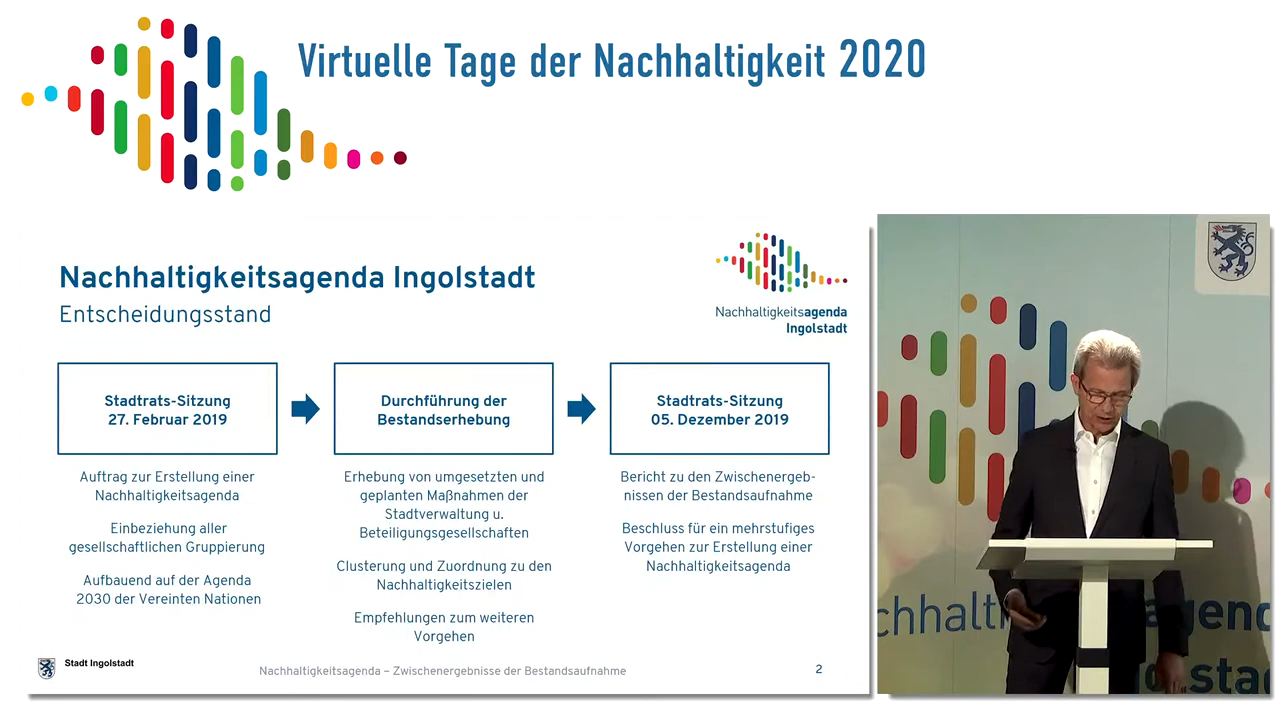 Virtuelle Tage der Nachhaltigkeit 2020
Nachhaltigkeitsagenda Ingolstadt
Entscheidungsstand
Nachhaltigkeitsagenda
Ingolstadt
Stadtrats-Sitzung
27. Februar 2019
Auftrag zur Erstellung einer
Nachhaltigkeitsagenda
Einbeziehung aller
gesellschaftlichen Gruppierung
Aufbauend auf der Agenda
2030 der Vereinten Nationen
Durchführung der
Bestandserhebung
Erhebung von umgesetzten und
geplanten Maßnahmen der
Stadtverwaltung u.
Beteiligungsgesellschaften
Clusterung und Zuordnung zu den
Nachhaltigkeitszielen
Empfehlungen zum weiteren
Vorgehen
Stadtrats-Sitzung
05. Dezember 2019
Bericht zu den Zwischenergeb-
nissen der Bestandsaufnahme
Beschluss für ein mehrstufiges
Vorgehen zur Erstellung einer
Nachhaltigkeitsagenda
Stadt Ingolstadt
Nachhaltigkeitsagenda – Zwischenergebnisse der Bestandsaufnahme
2
chhalti agend
olsta